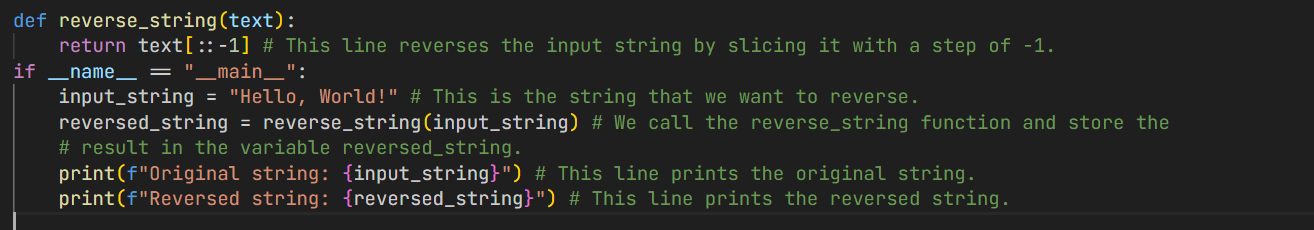 def reverse_string(text):
    return text[::-1] # This line reverses the input string by slicing it with a step of -1.
if __name__ == "__main__":
    input_string = "Hello, World!" # This is the string that we want to reverse.
    reversed_string = reverse_string(input_string) # We call the reverse_string function and store the
    # result in the variable reversed_string.
    print(f"Original string: {input_string}") # This line prints the original string.
    print(f"Reversed string: {reversed_string}") # This line prints the reversed string.